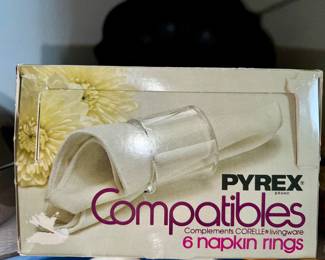 PYREX®
BRAND
Compatibles
Complements CORELLE® livingware
6 napkin rings